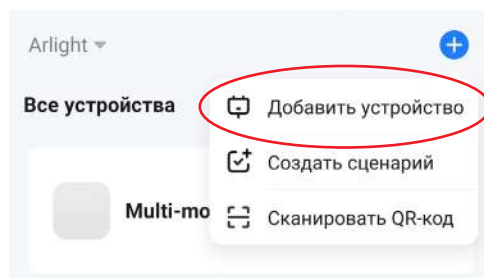 Arlight
Все устройства
Добавить устройство
Создать сценарий
Multi-mo
Сканировать QR-код